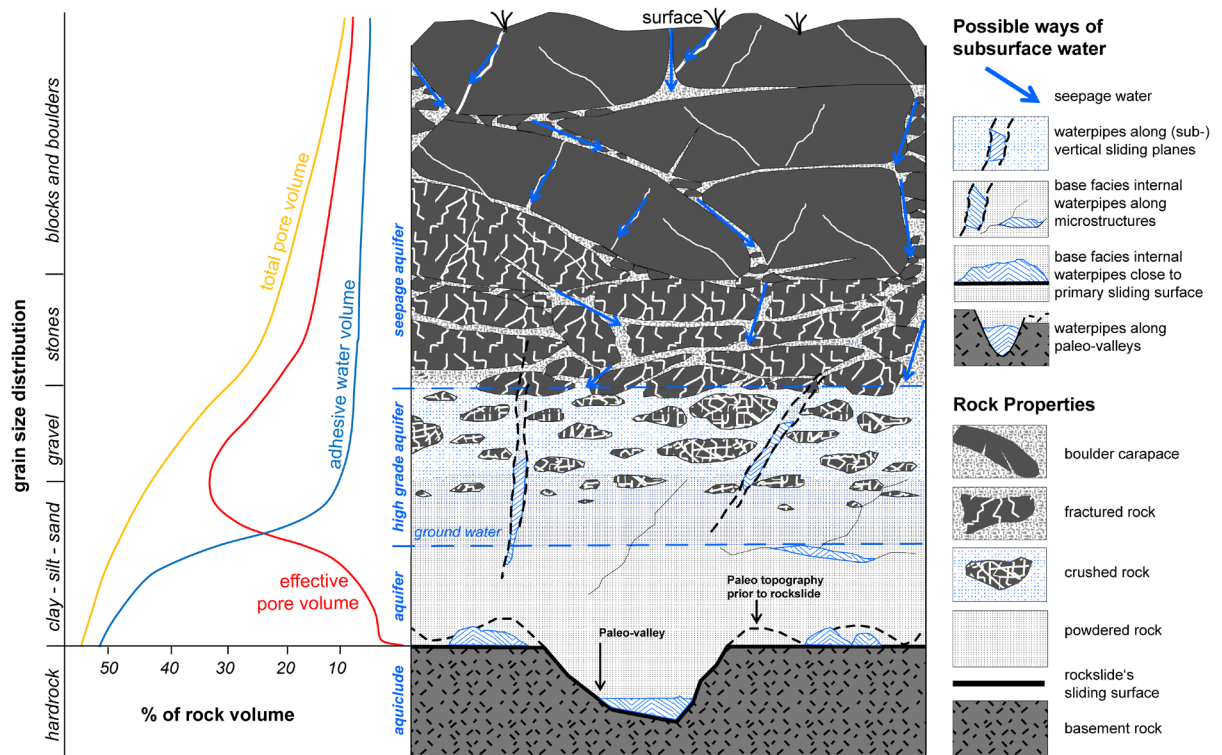 grain size distribution
blocks and boulders
stones
gravel
clay - silt - sand
hardrock
total pore volume
adhesive water volume
effective
pore volume
50
40
30
20
10
% of rock volume
surface
seepage aquifer
high grade aquifer
aquifer
aquiclude
ground water
Paleo topography
prior to rockslide
Paleo-valley
Possible ways of
subsurface water
seepage water
waterpipes along (sub-)
vertical sliding planes
base facies internal
waterpipes along
microstructures
base facies internal
waterpipes close to
primary sliding surface
waterpipes along
paleo-valleys
Rock Properties
boulder carapace
fractured rock
crushed rock
powdered rock
rockslide's
sliding surface
basement rock